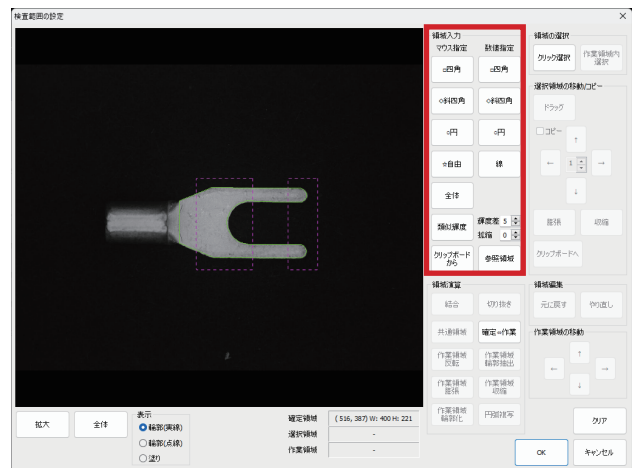 検査範囲の設定
領域入力
マウス指定 数値指定
□四角 □四角
◇斜四角 ◇斜四角
○円 ○円
☆自由 線
全体
類似輝度 輝度差 5
拡縮 0
クリップボード
から
参照領域
領域の選択
クリック選択
作業領域内
選択
選択領域の移動/コピー
ドラッグ
コピー
↑
← 1 →
↓
膨張 収縮
クリップボードへ
領域演算
結合 切り抜き
共通領域 確定⇔作業
作業領域
反転
作業領域
輪郭抽出
作業領域
膨張
作業領域
収縮
作業領域
輪郭化
円弧複写
領域編集
元に戻す やり直し
作業領域の移動
↑
← →
↓
クリア
拡大 全体
表示
輪郭(実線)
輪郭(点線)
塗り
確定領域 ( 516, 387) W: 400 H: 221
選択領域 -
作業領域 -
OK キャンセル